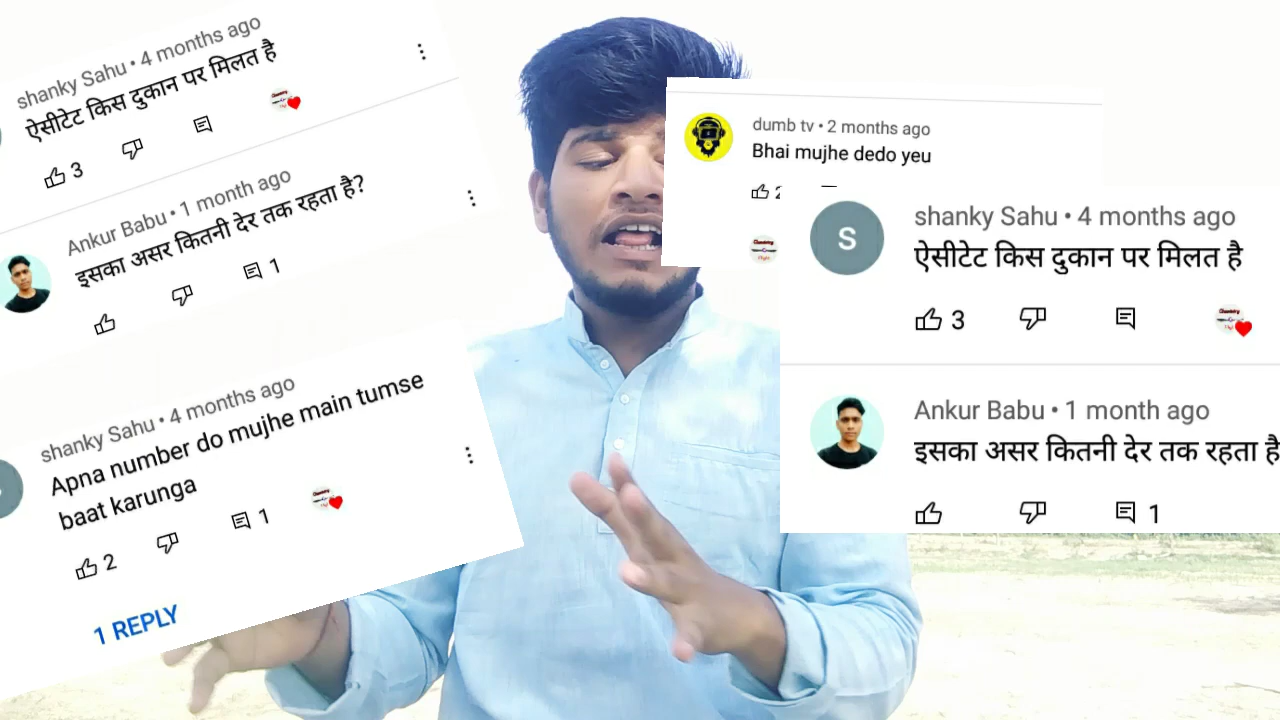 shanky Sahu • 4 months ago
ऐसीटेट किस दुकान पर मिलत है
3
Ankur Babu • 1 month ago
इसका असर कितनी देर तक रहता है?
1
shanky Sahu • 4 months ago
Apna number do mujhe main tumse
baat karunga
2
1
1 REPLY
dumb tv • 2 months ago
Bhai mujhe dedo yeu
S
shanky Sahu • 4 months ago
ऐसीटेट किस दुकान पर मिलत है
3
Ankur Babu • 1 month ago
इसका असर कितनी देर तक रहता है
1